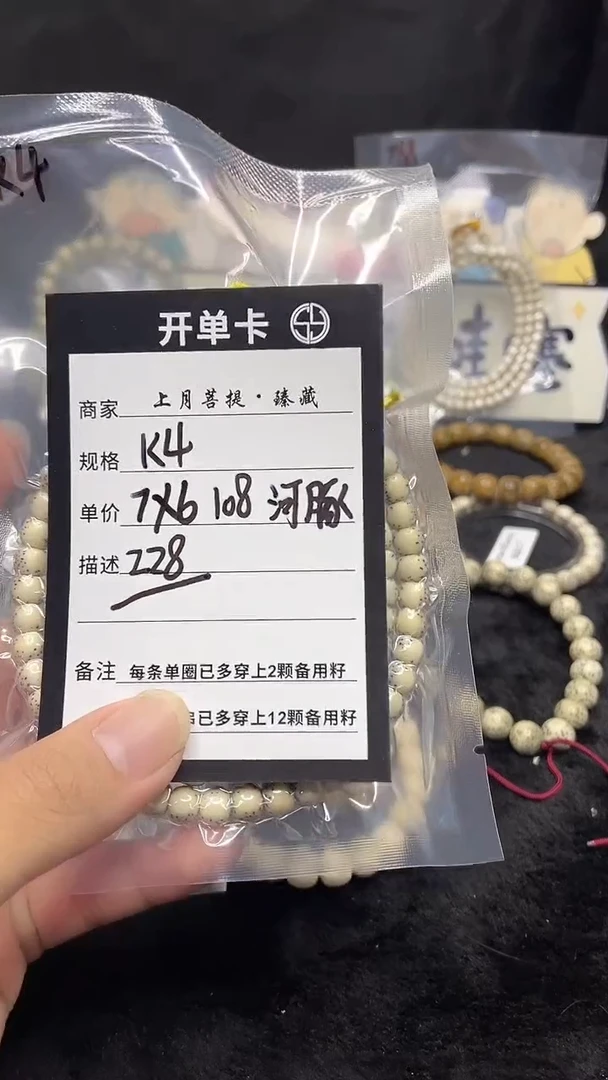 K4
开单卡
商家 上月菩提·臻藏
规格 K4
单价 7X6 108 河豚
描述 228
备注 每条单圈已多穿上2颗备用籽
已多穿上12颗备用籽